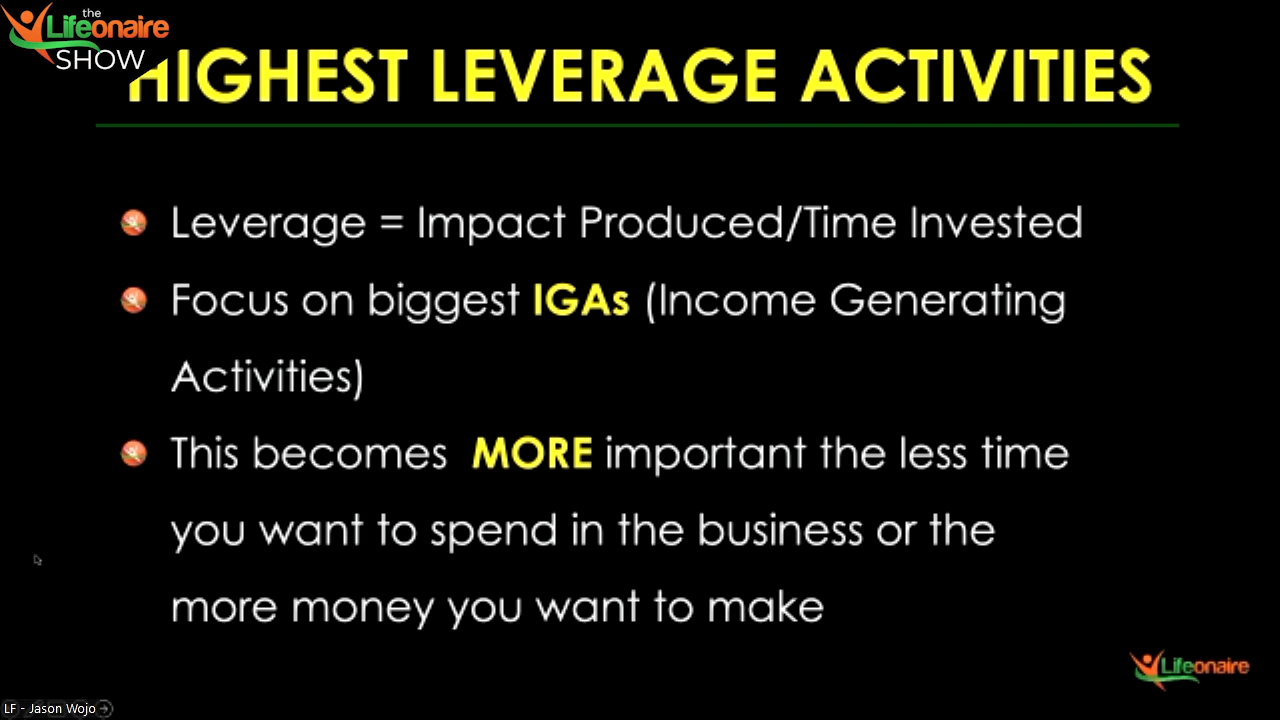 the
Lifeonaire
SHOW
HIGHEST LEVERAGE ACTIVITIES
Leverage = Impact Produced/Time Invested
Focus on biggest IGAs (Income Generating
Activities)
This becomes MORE important the less time
you want to spend in the business or the
more money you want to make
Lifeonaire
LF - Jason Wojo